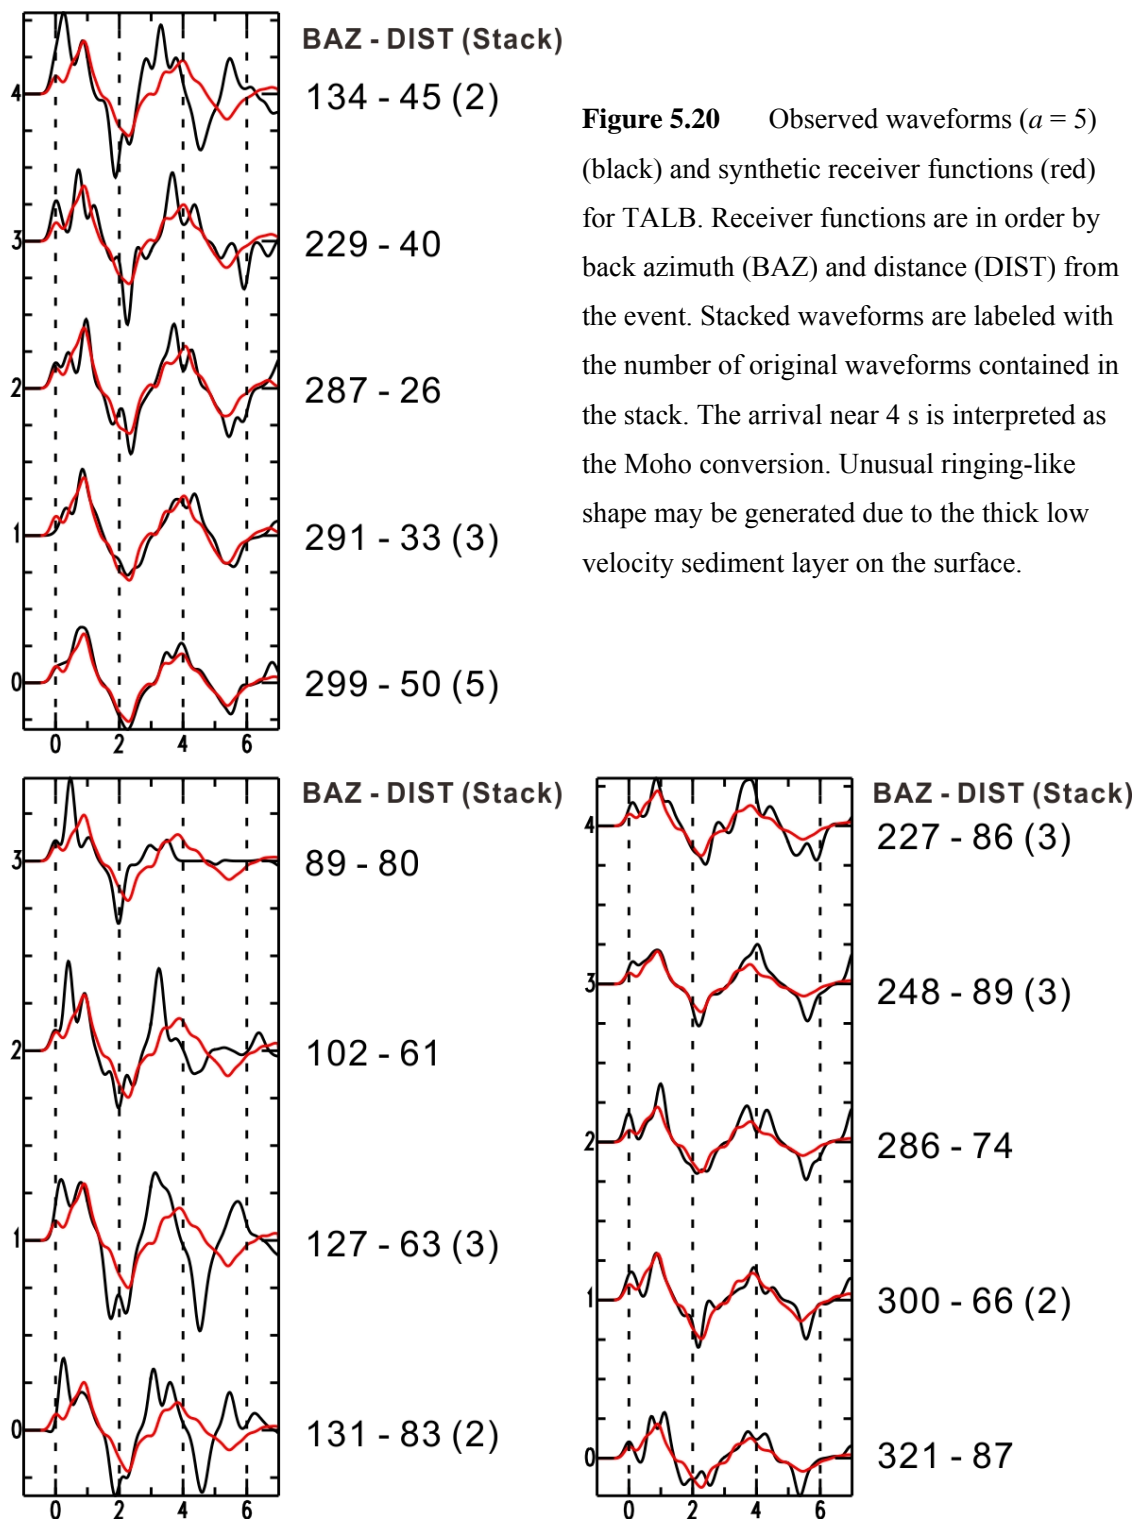 BAZ - DIST (Stack)
4
134 - 45 (2)
3
229 - 40
2
287 - 26
1
291 - 33 (3)
0
299 - 50 (5)
0 2 4 6
Figure 5.20 Observed waveforms (a = 5)
(black) and synthetic receiver functions (red)
for TALB. Receiver functions are in order by
back azimuth (BAZ) and distance (DIST) from
the event. Stacked waveforms are labeled with
the number of original waveforms contained in
the stack. The arrival near 4 s is interpreted as
the Moho conversion. Unusual ringing-like
shape may be generated due to the thick low
velocity sediment layer on the surface.
BAZ - DIST (Stack)
3
89 - 80
2
102 - 61
1
127 - 63 (3)
0
131 - 83 (2)
0 2 4 6
BAZ - DIST (Stack)
4
227 - 86 (3)
3
248 - 89 (3)
2
286 - 74
1
300 - 66 (2)
0
321 - 87
0 2 4 6